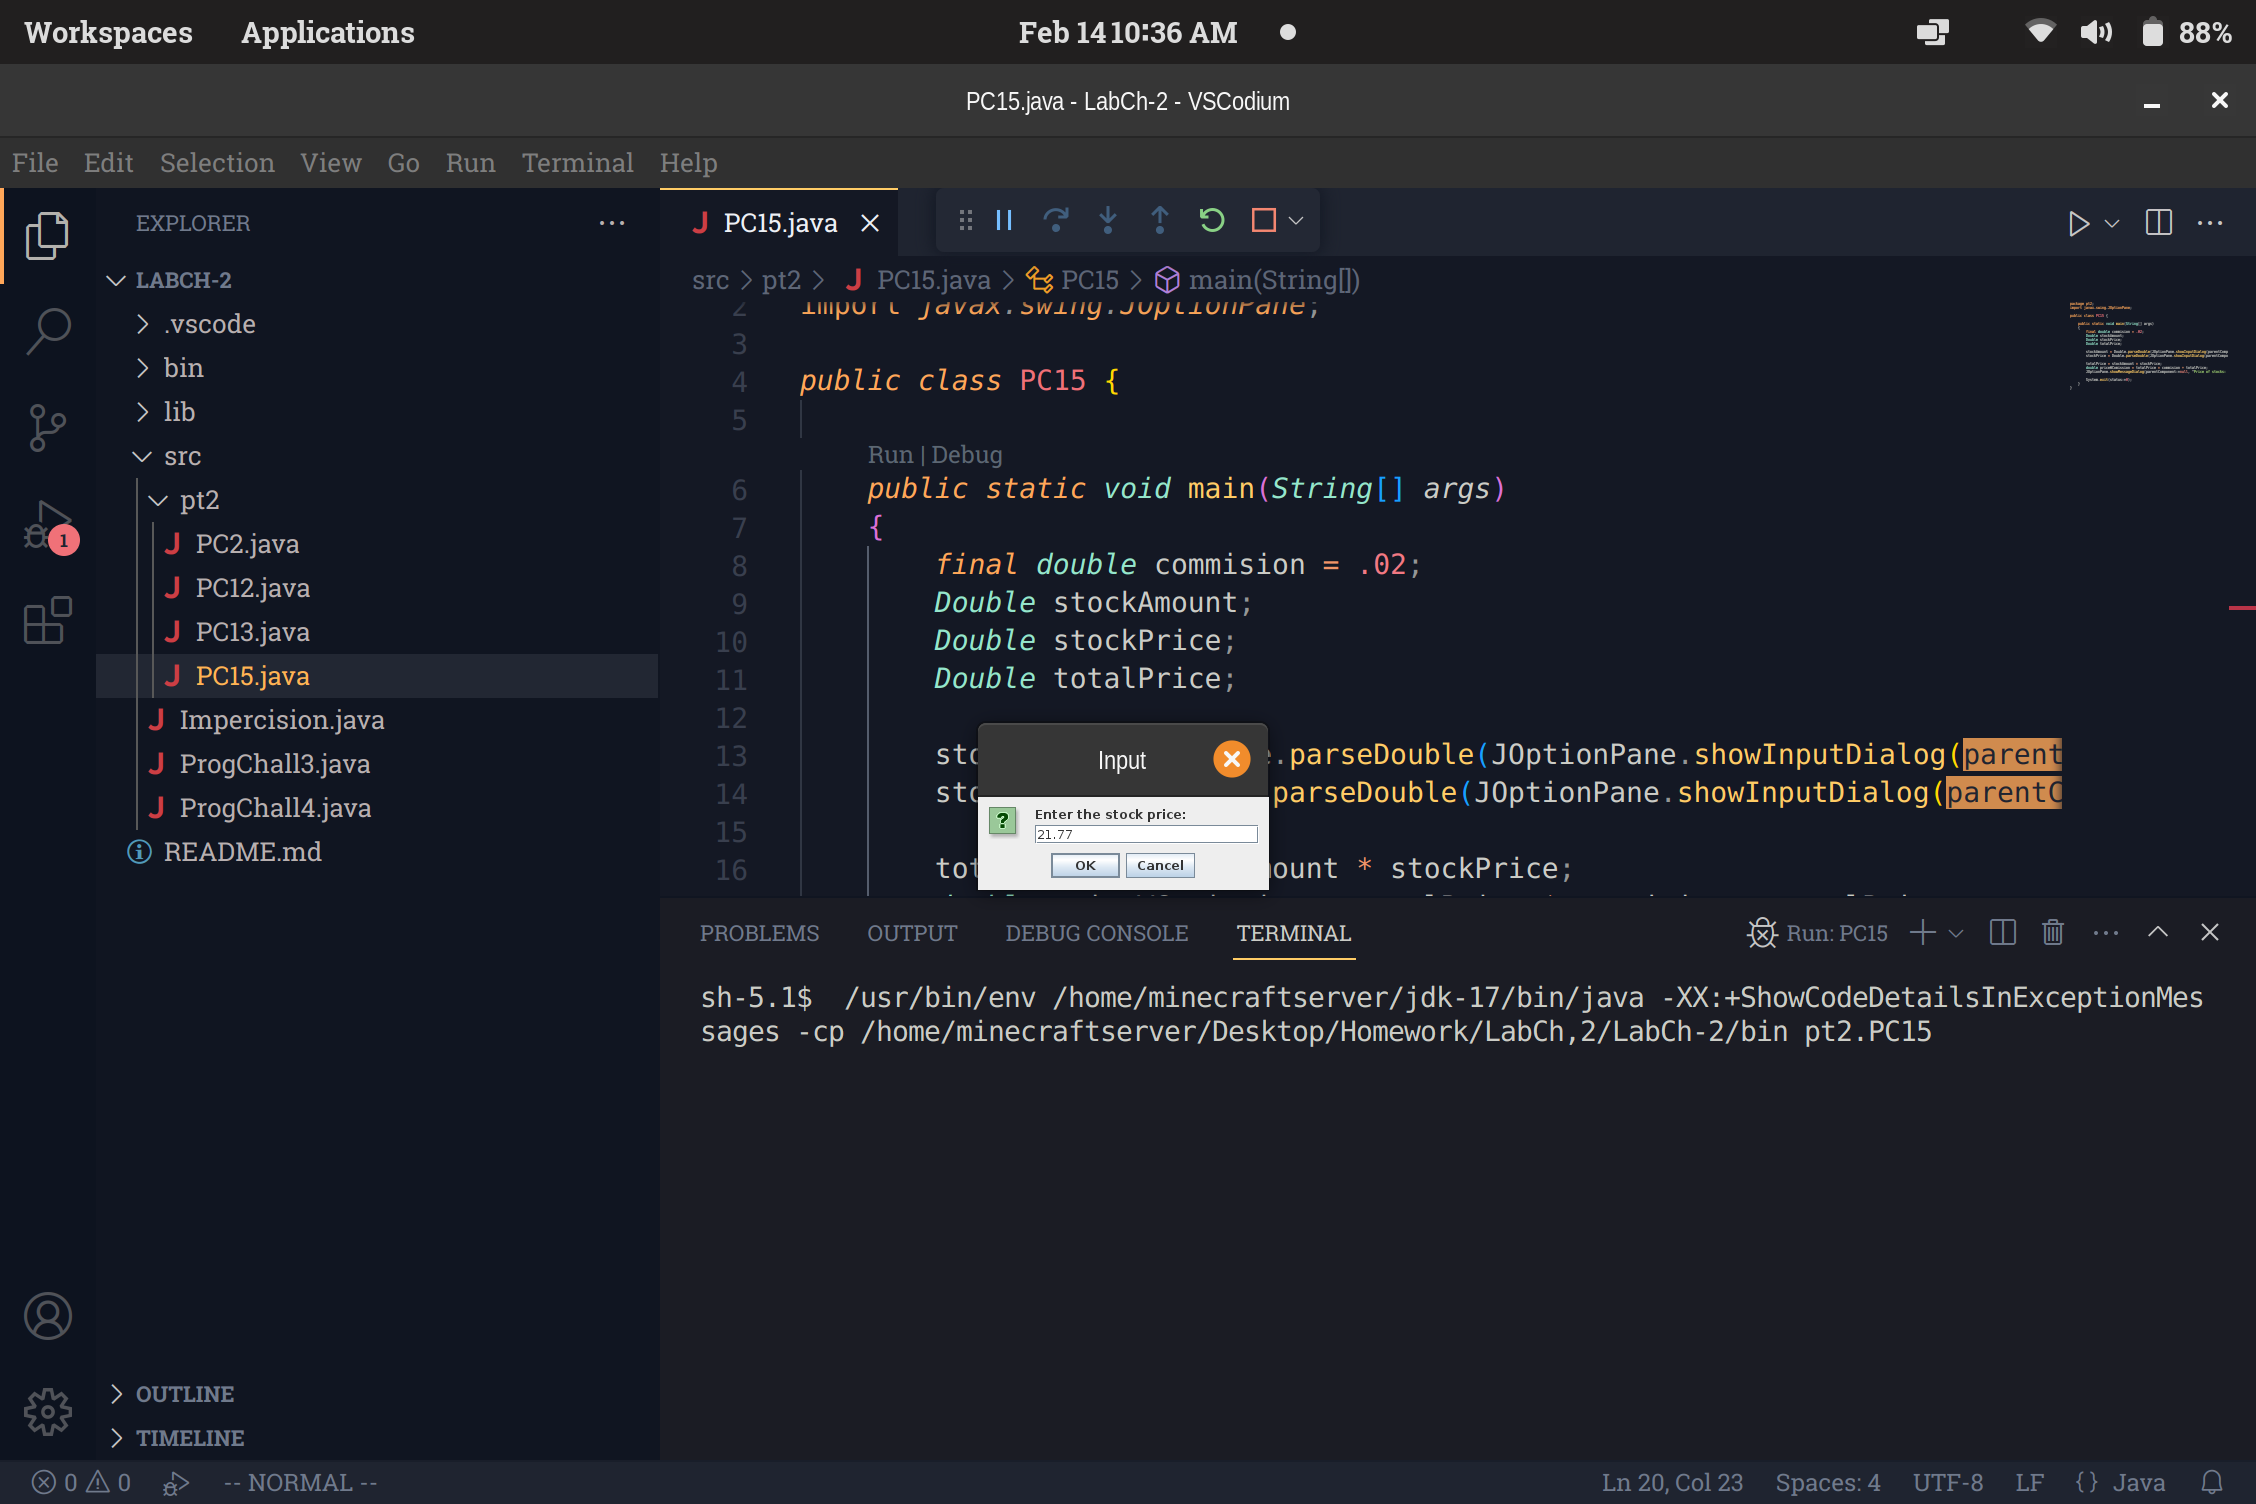 Workspaces Applications Feb 14 10:36 AM 88%
PC15.java - LabCh-2 - VSCodium
File Edit Selection View Go Run Terminal Help
EXPLORER
LABCH-2
.vscode
bin
lib
src
pt2
PC2.java
PC12.java
PC13.java
PC15.java
Impercision.java
ProgChall3.java
ProgChall4.java
README.md
OUTLINE
TIMELINE
1
PC15.java
src > pt2 > PC15.java > PC15 > main(String[])
2 import javax.swing.JOptionPane;
3
4 public class PC15 {
5
Run | Debug
6 public static void main(String[] args)
7 {
8 final double commision = .02;
9 Double stockAmount;
10 Double stockPrice;
11 Double totalPrice;
12
13 sto e.parseDouble(JOptionPane.showInputDialog(parent
14 sto parseDouble(JOptionPane.showInputDialog(parentC
15
16 tot mount * stockPrice;
Input
Enter the stock price:
21.77
OK Cancel
PROBLEMS OUTPUT DEBUG CONSOLE TERMINAL Run: PC15
sh-5.1$ /usr/bin/env /home/minecraftserver/jdk-17/bin/java -XX:+ShowCodeDetailsInExceptionMes
sages -cp /home/minecraftserver/Desktop/Homework/LabCh,2/LabCh-2/bin pt2.PC15
0 0 -- NORMAL -- Ln 20, Col 23 Spaces: 4 UTF-8 LF {} Java